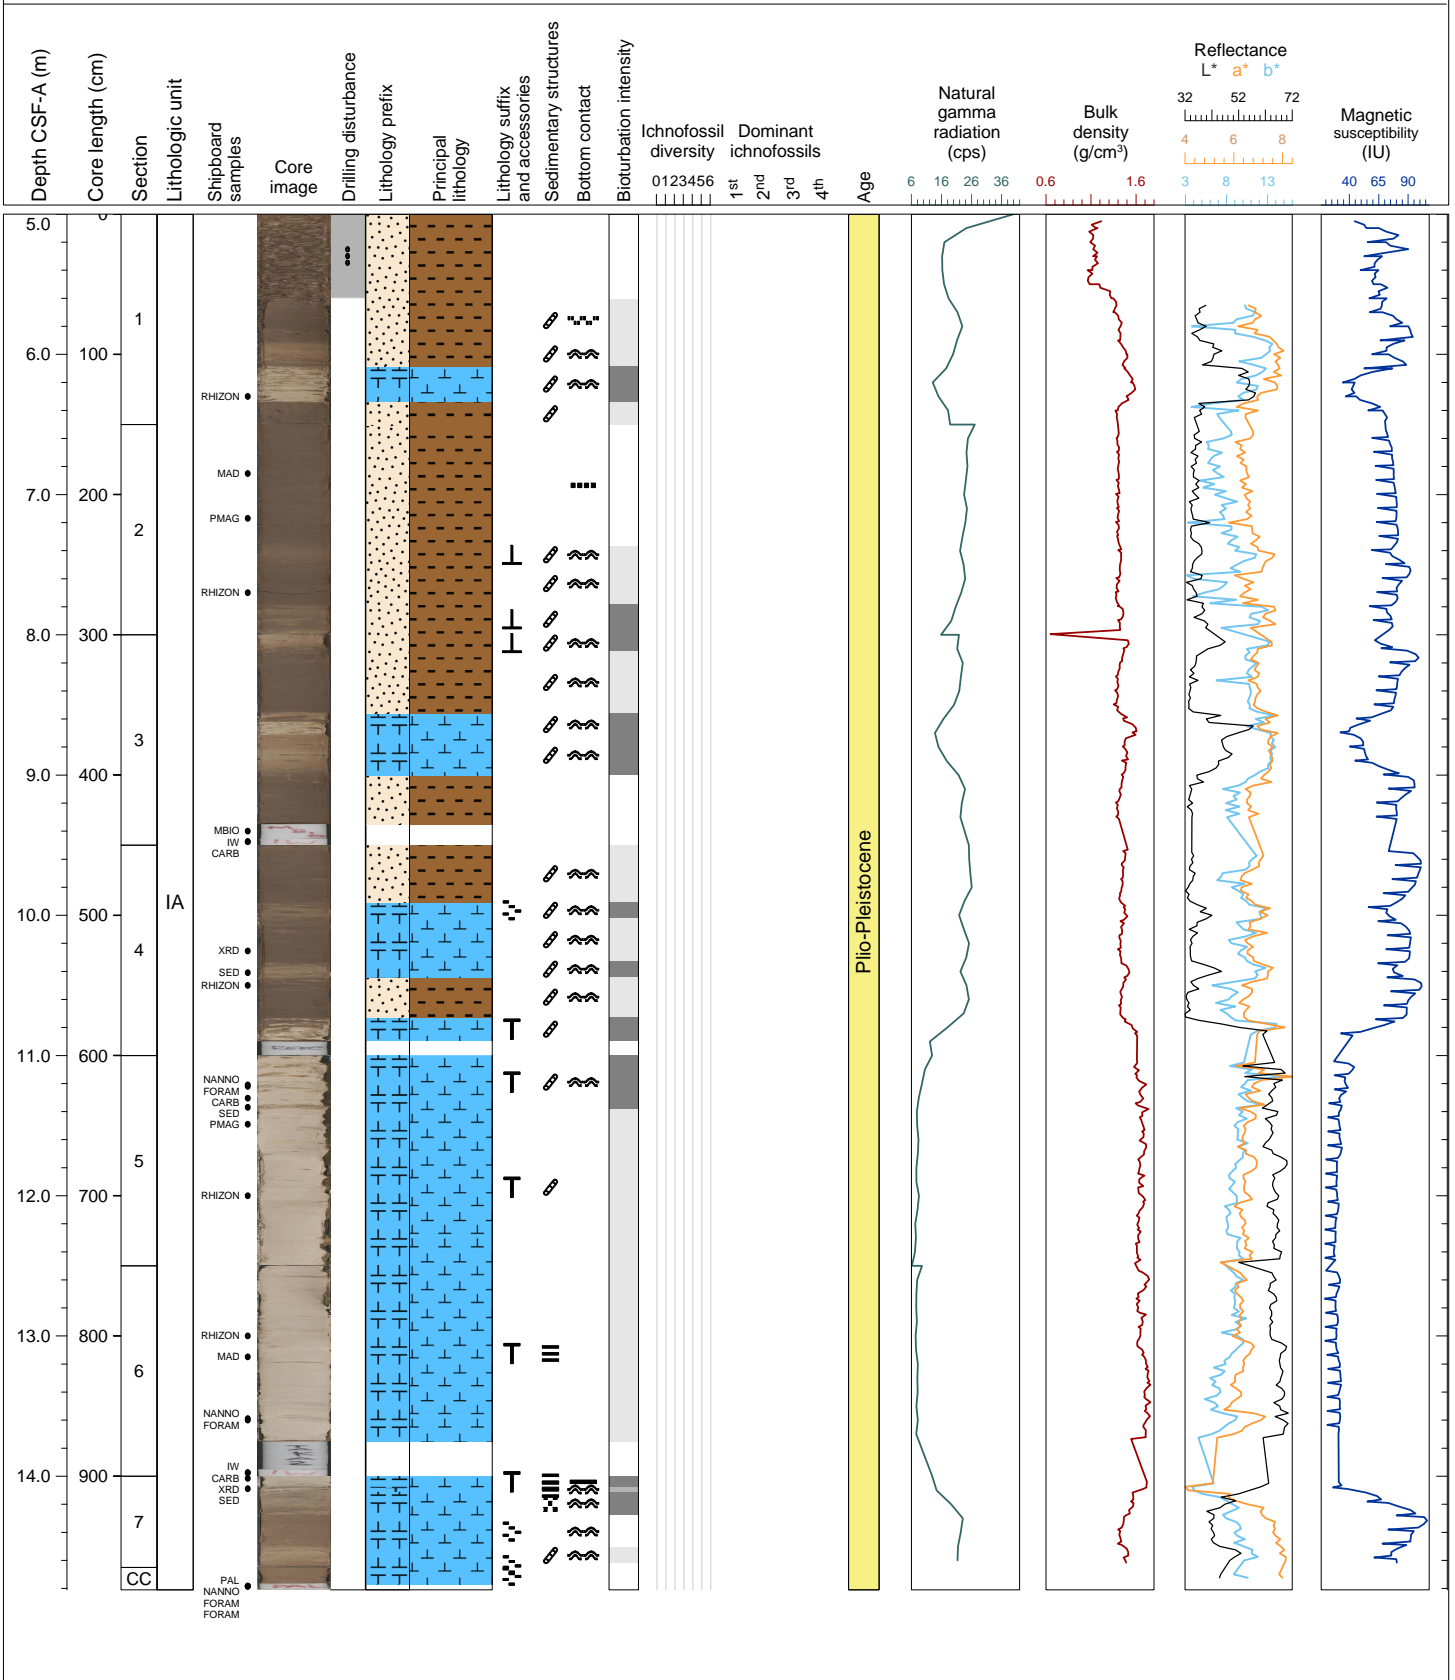 Depth CSF-A (m)
Core length (cm)
Section
Lithologic unit
Shipboard
samples
Core
image
Drilling disturbance
Lithology prefix
Principal
lithology
Lithology suffix
and accessories
Sedimentary structures
Bottom contact
Bioturbation intensity
Ichnofossil
diversity
0123456
Dominant
ichnofossils
1st
2nd
3rd
4th
Age
Natural
gamma
radiation
(cps)
6 16 26 36
Bulk
density
(g/cm³)
0.6 1.6
Reflectance
L* a* b*
32 52 72
4 6 8
3 8 13
Magnetic
susceptibility
(IU)
40 65 90
5.0
6.0
7.0
8.0
9.0
10.0
11.0
12.0
13.0
14.0
0
100
200
300
400
500
600
700
800
900
1
2
3
4
5
6
7
CC
IA
RHIZON
MAD
PMAG
RHIZON
MBIO
IW
CARB
XRD
SED
RHIZON
NANNO
FORAM
CARB
SED
PMAG
RHIZON
RHIZON
MAD
NANNO
FORAM
IW
CARB
XRD
SED
PAL
NANNO
FORAM
FORAM
Plio-Pleistocene